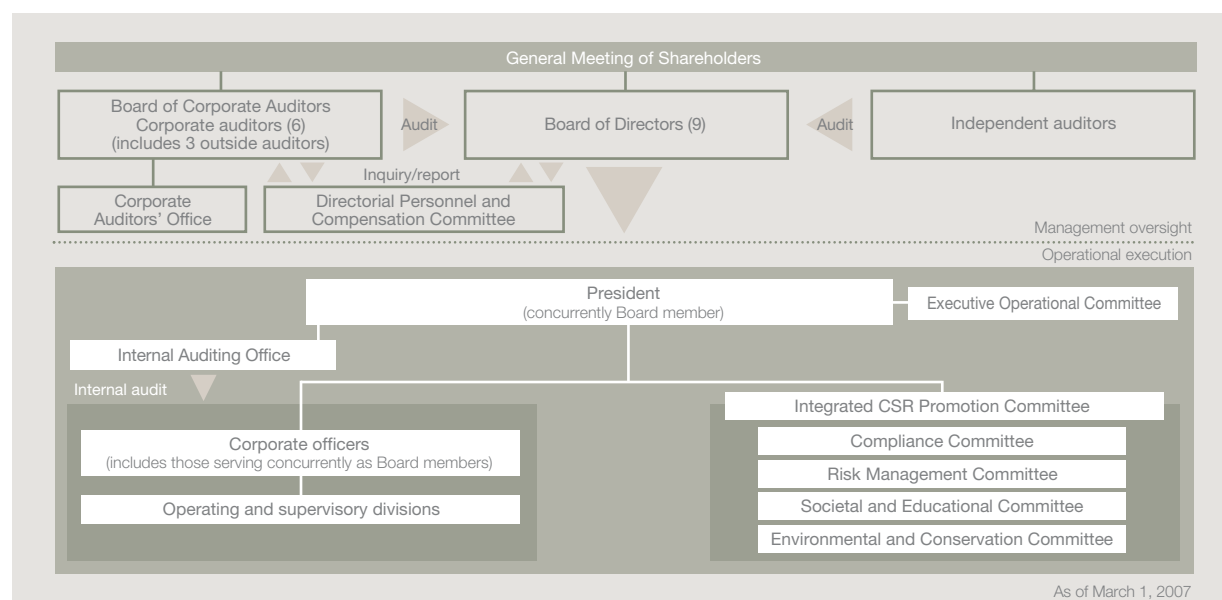 General Meeting of Shareholders
Board of Corporate Auditors
Corporate auditors (6)
(includes 3 outside auditors)
Audit
Board of Directors (9)
Audit
Independent auditors
Inquiry/report
Corporate
Auditors’ Office
Directorial Personnel and
Compensation Committee
Management oversight
Operational execution
President
(concurrently Board member)
Executive Operational Committee
Internal Auditing Office
Internal audit
Corporate officers
(includes those serving concurrently as Board members)
Operating and supervisory divisions
Integrated CSR Promotion Committee
Compliance Committee
Risk Management Committee
Societal and Educational Committee
Environmental and Conservation Committee
As of March 1, 2007